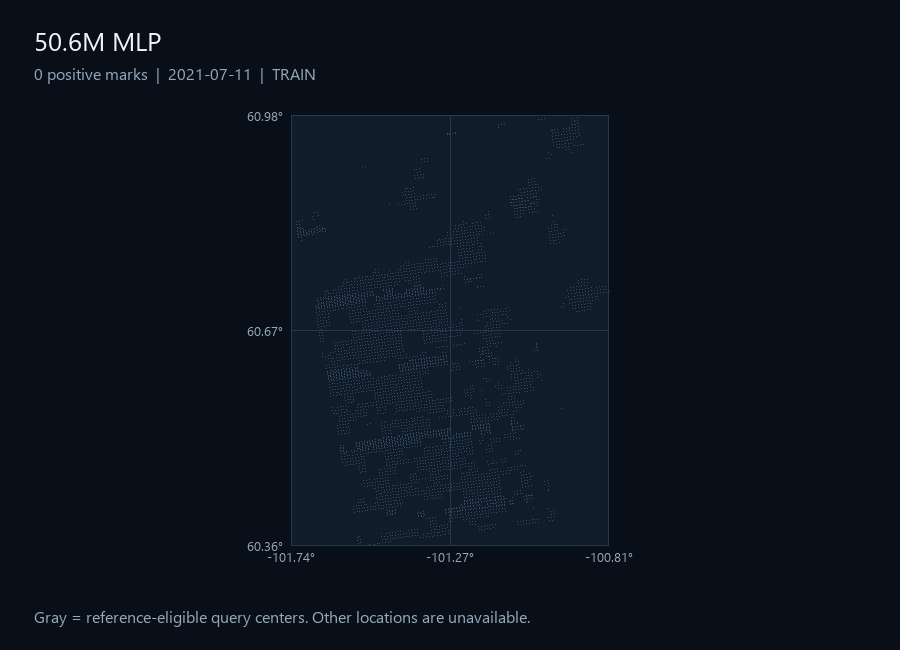 50.6M MLP
0 positive marks | 2021-07-11 | TRAIN
60.98°
60.67°
60.36°
-101.74°
-101.27°
-100.81°
Gray = reference-eligible query centers. Other locations are unavailable.